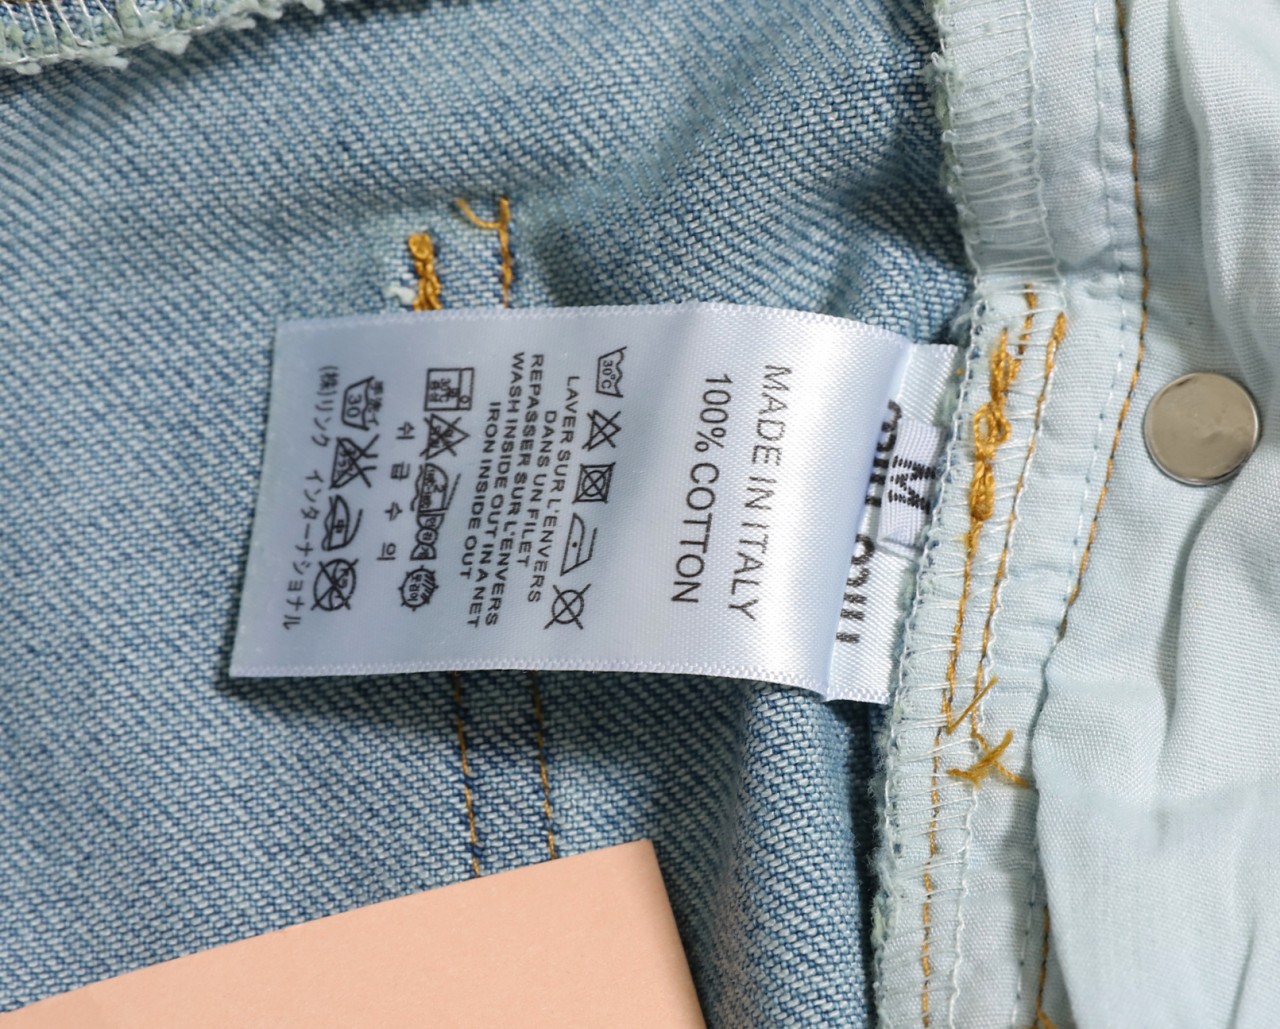 M
MADE IN ITALY
100% COTTON
30°C
LAVER SUR L'ENVERS
DANS UN FILET
REPASSER SUR L'ENVERS
WASH INSIDE OUT IN A NET
IRON INSIDE OUT
쉬금수의
30
(株)リンク インターナショナル